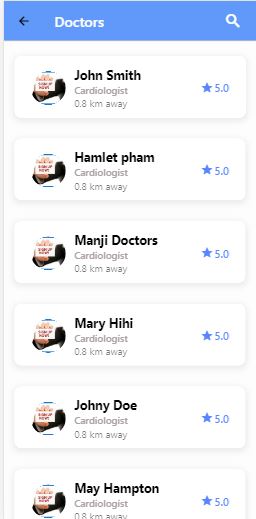 Doctors
John Smith
Cardiologist
0.8 km away
5.0
Hamlet pham
Cardiologist
0.8 km away
5.0
Manji Doctors
Cardiologist
0.8 km away
5.0
Mary Hihi
Cardiologist
0.8 km away
5.0
Johny Doe
Cardiologist
0.8 km away
5.0
May Hampton
Cardiologist
0.8 km away
5.0